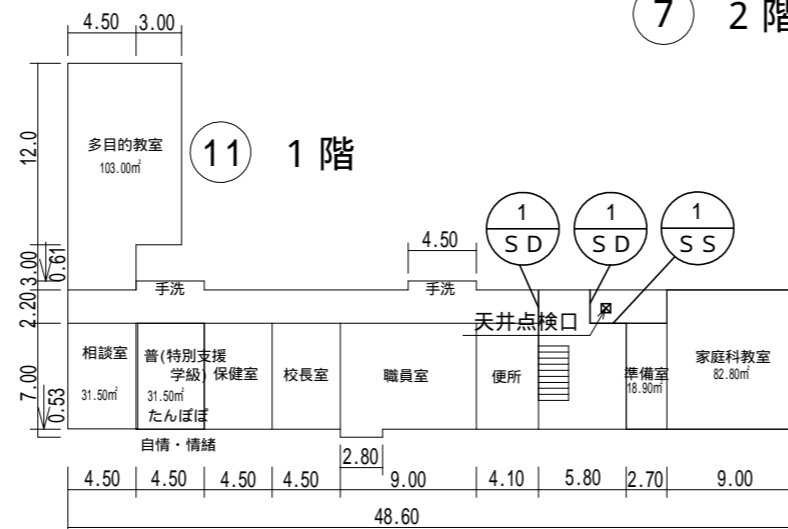 ⑦ 2階
4.50 3.00
12.0
多目的教室
103.00㎡
⑪ 1階
1
SD
1
SD
1
SS
4.50
3.00
0.61
手洗
手洗
2.20
天井点検口
7.00
0.53
相談室
31.50㎡
普(特別支援
学級)
31.50㎡
たんぽぽ
自情・情緒
保健室
校長室
職員室
便所
準備室
18.90㎡
家庭科教室
82.80㎡
2.80
4.50 4.50 4.50 4.50 9.00 4.10 5.80 2.70 9.00
48.60